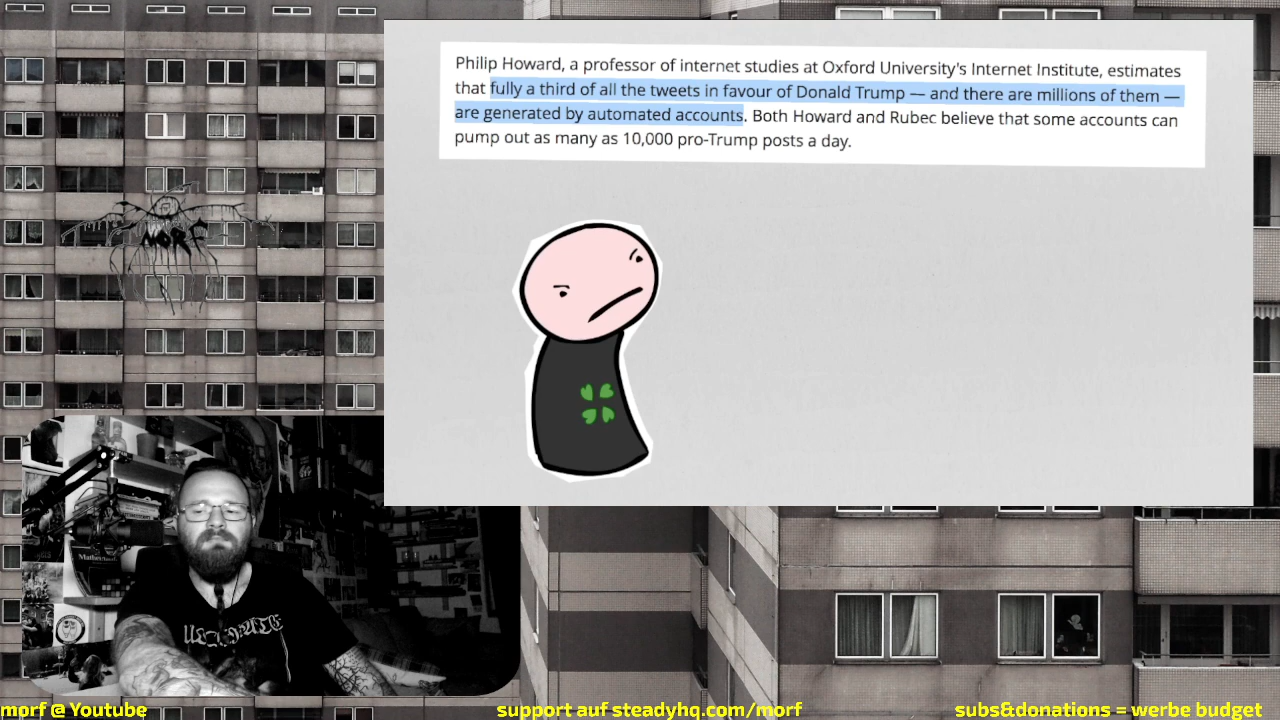 Philip Howard, a professor of internet studies at Oxford University's Internet Institute, estimates
that fully a third of all the tweets in favour of Donald Trump — and there are millions of them —
are generated by automated accounts. Both Howard and Rubec believe that some accounts can
pump out as many as 10,000 pro-Trump posts a day.
MORF
morf @ Youtube
support auf steadyhq.com/morf
subs&donations = werbe budget